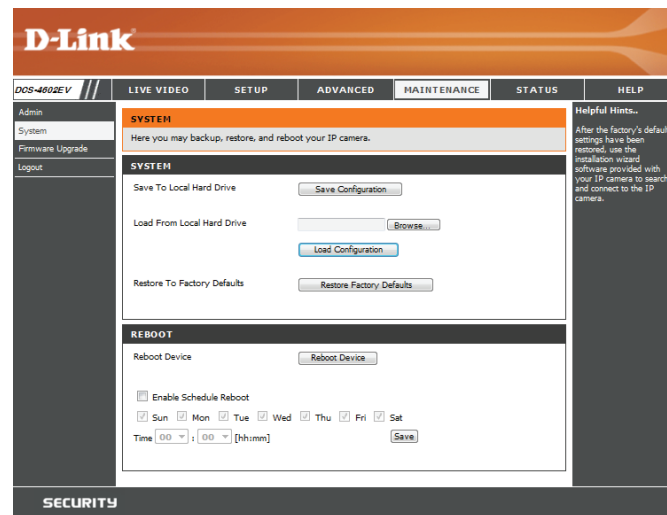 D-Link
DCS-4602EV
LIVE VIDEO SETUP ADVANCED MAINTENANCE STATUS HELP
Admin
System
Firmware Upgrade
Logout
SYSTEM
Here you may backup, restore, and reboot your IP camera.
SYSTEM
Save To Local Hard Drive Save Configuration
Load From Local Hard Drive Browse...
Load Configuration
Restore To Factory Defaults Restore Factory Defaults
REBOOT
Reboot Device Reboot Device
Enable Schedule Reboot
Sun Mon Tue Wed Thu Fri Sat
Time 00 : 00 [hh:mm] Save
Helpful Hints..
After the factory's default
settings have been
restored, use the
installation wizard
software provided with
your IP camera to search
and connect to the IP
camera.
SECURITY